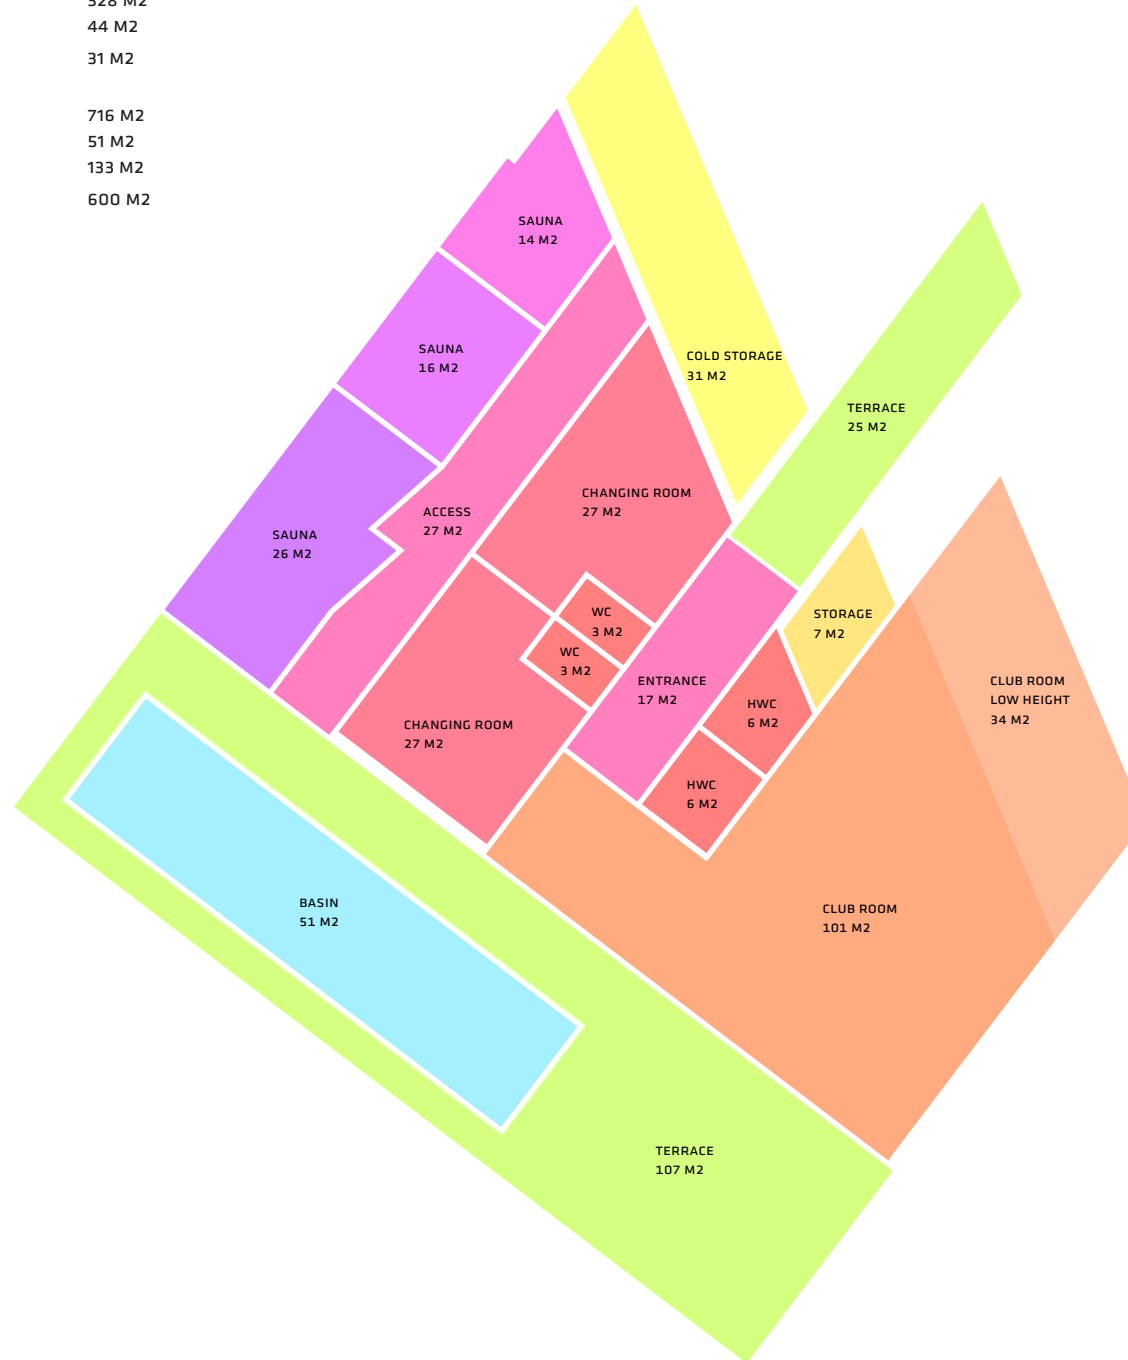 528 M2
44 M2
31 M2
716 M2
51 M2
133 M2
600 M2
SAUNA
14 M2
SAUNA
16 M2
COLD STORAGE
31 M2
TERRACE
25 M2
CHANGING ROOM
27 M2
ACCESS
27 M2
SAUNA
26 M2
WC
3 M2
WC
3 M2
STORAGE
7 M2
ENTRANCE
17 M2
CLUB ROOM
LOW HEIGHT
34 M2
HWC
6 M2
CHANGING ROOM
27 M2
HWC
6 M2
BASIN
51 M2
CLUB ROOM
101 M2
TERRACE
107 M2